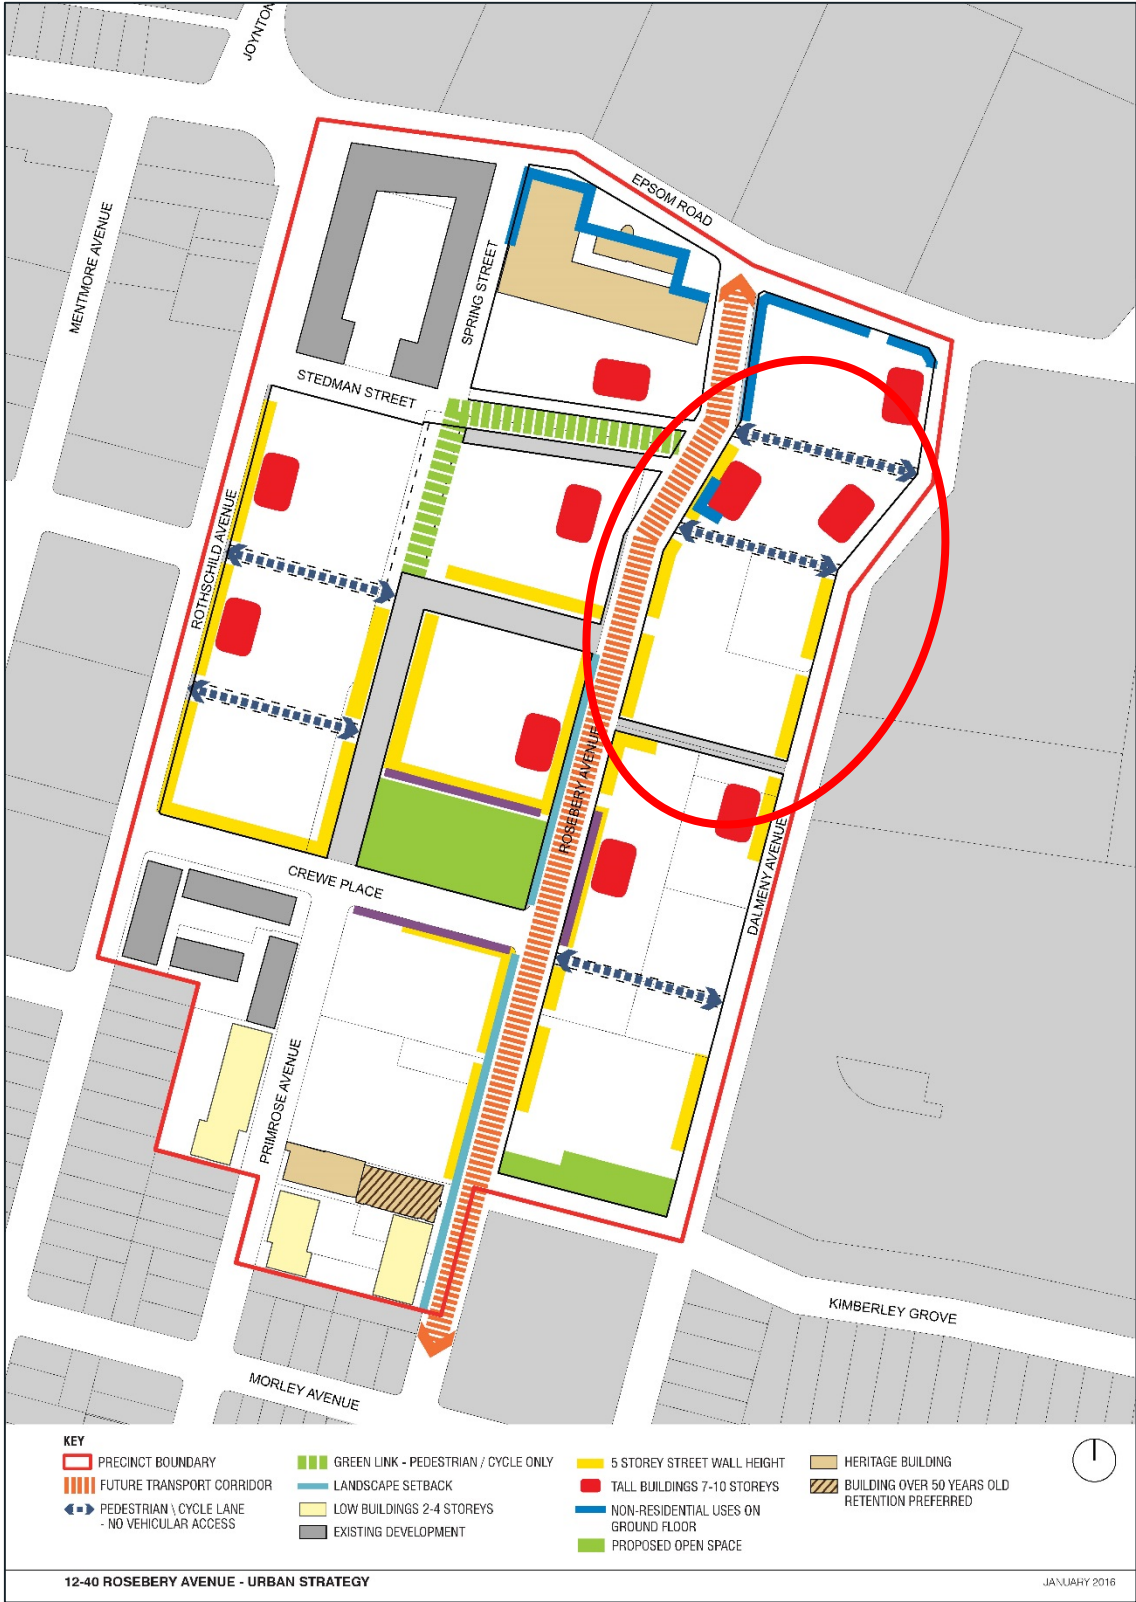 JOYNTON
EPSOM ROAD
MENTMORE AVENUE
SPRING STREET
STEDMAN STREET
ROTHSCHILD AVENUE
ROSEBERY AVENUE
CREWE PLACE
DALMENY AVENUE
PRIMROSE AVENUE
KIMBERLEY GROVE
MORLEY AVENUE
KEY
PRECINCT BOUNDARY
FUTURE TRANSPORT CORRIDOR
PEDESTRIAN \ CYCLE LANE
- NO VEHICULAR ACCESS
GREEN LINK - PEDESTRIAN / CYCLE ONLY
LANDSCAPE SETBACK
LOW BUILDINGS 2-4 STOREYS
EXISTING DEVELOPMENT
5 STOREY STREET WALL HEIGHT
TALL BUILDINGS 7-10 STOREYS
NON-RESIDENTIAL USES ON
GROUND FLOOR
PROPOSED OPEN SPACE
HERITAGE BUILDING
BUILDING OVER 50 YEARS OLD
RETENTION PREFERRED
12-40 ROSEBERY AVENUE - URBAN STRATEGY
JANUARY 2016